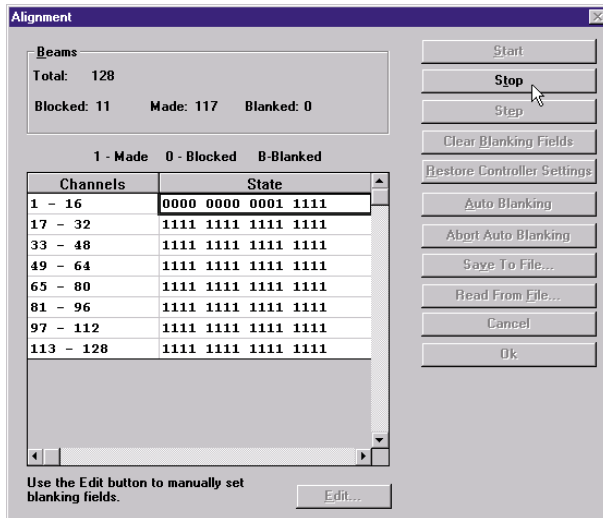 Alignment
Beams
Total: 128
Blocked: 11 Made: 117 Blanked: 0
1 - Made 0 - Blocked B-Blanked
Channels State
1 - 16 0000 0000 0001 1111
17 - 32 1111 1111 1111 1111
33 - 48 1111 1111 1111 1111
49 - 64 1111 1111 1111 1111
65 - 80 1111 1111 1111 1111
81 - 96 1111 1111 1111 1111
97 - 112 1111 1111 1111 1111
113 - 128 1111 1111 1111 1111
Use the Edit button to manually set
blanking fields.
Edit...
Start
Stop
Step
Clear Blanking Fields
Restore Controller Settings
Auto Blanking
Abort Auto Blanking
Save To File...
Read From File...
Cancel
Ok